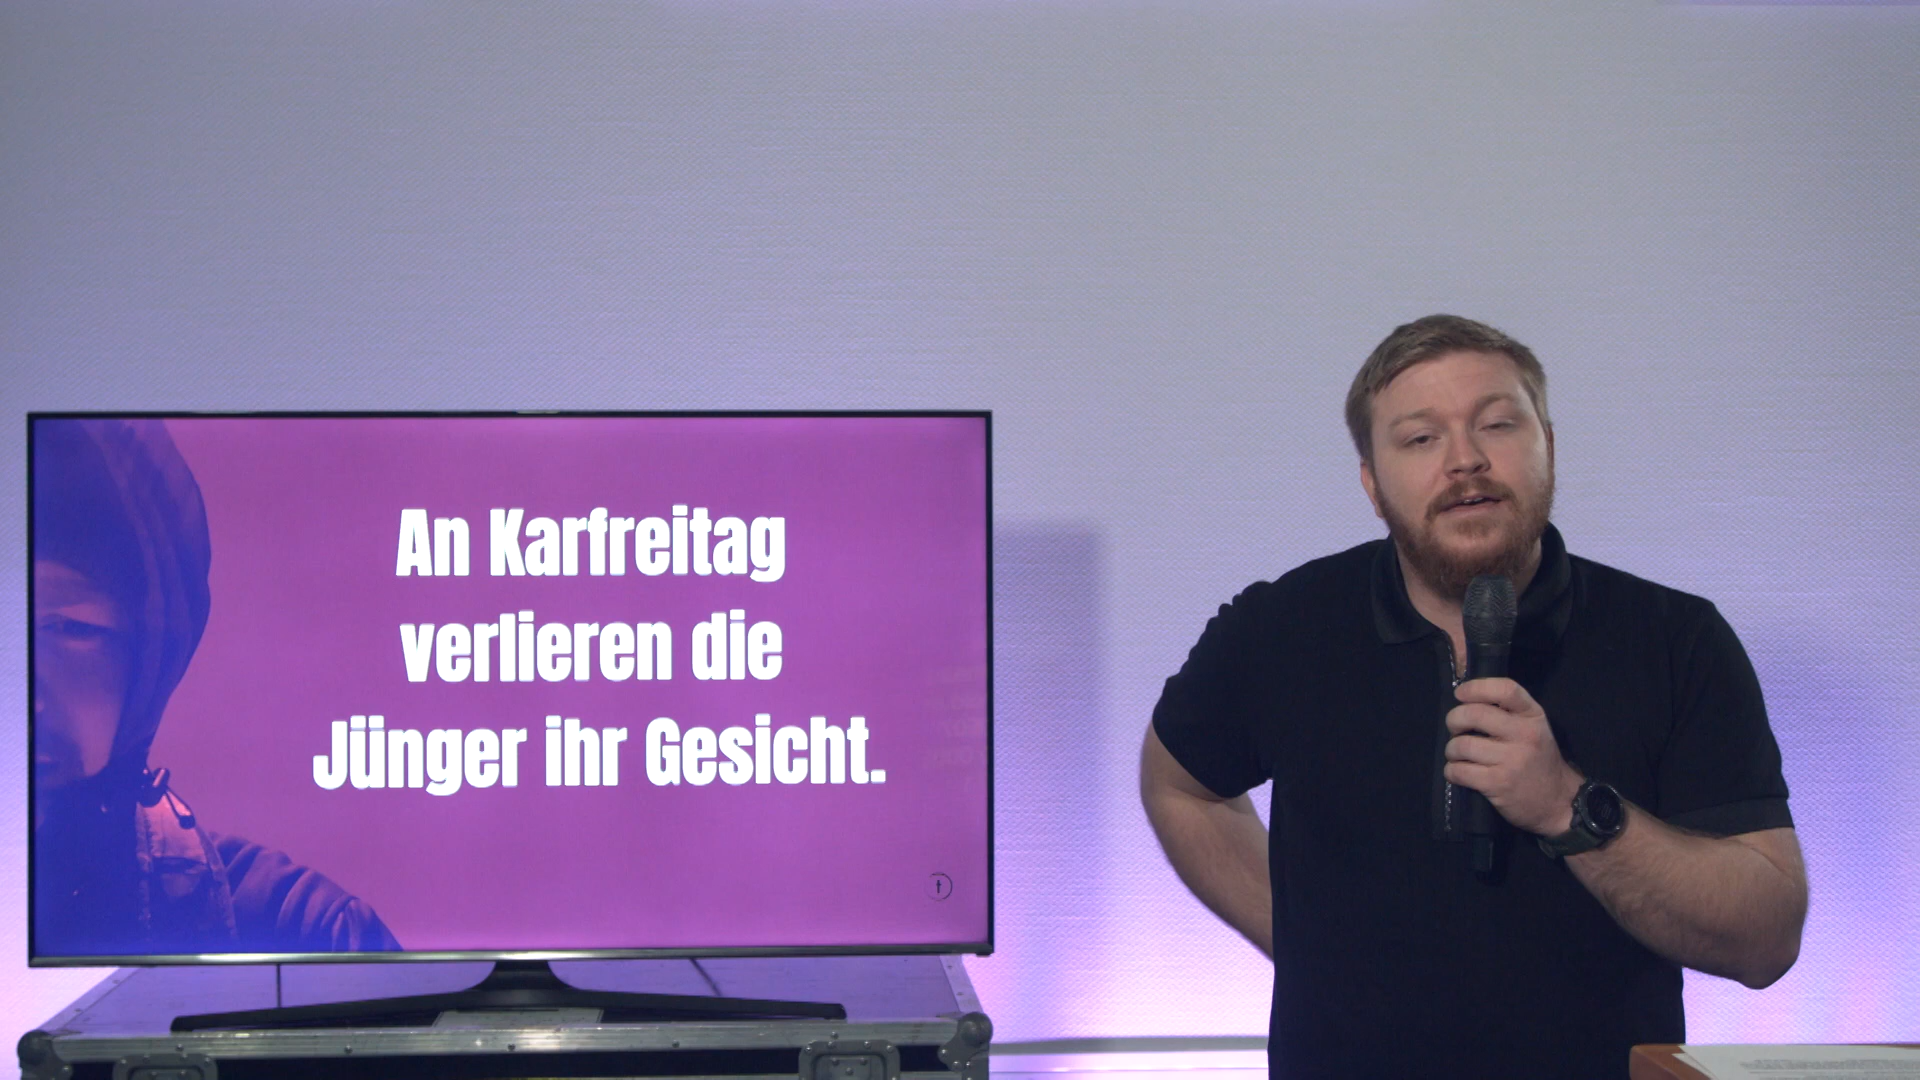 An Karfreitag
verlieren die
Jünger ihr Gesicht.